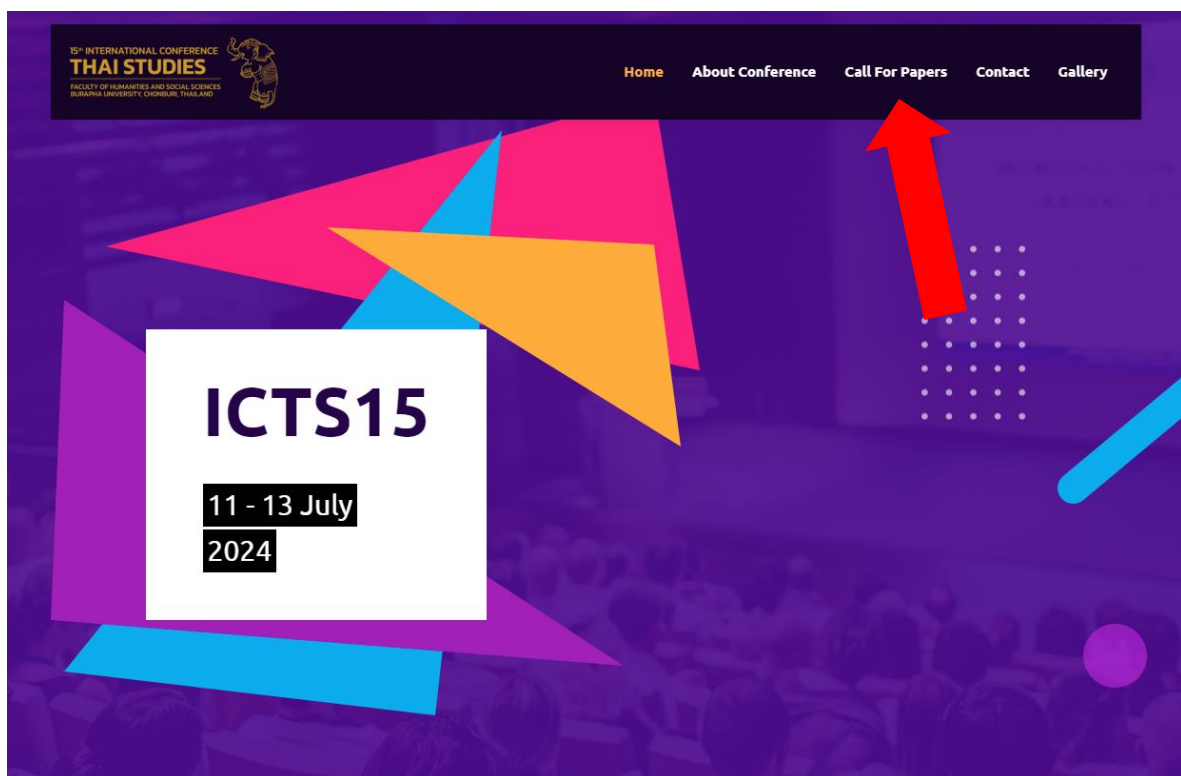 15th INTERNATIONAL CONFERENCE
THAI STUDIES
FACULTY OF HUMANITIES AND SOCIAL SCIENCES
BURAPHA UNIVERSITY, CHONBURI, THAILAND
Home About Conference Call For Papers Contact Gallery
ICTS15
11 - 13 July
2024